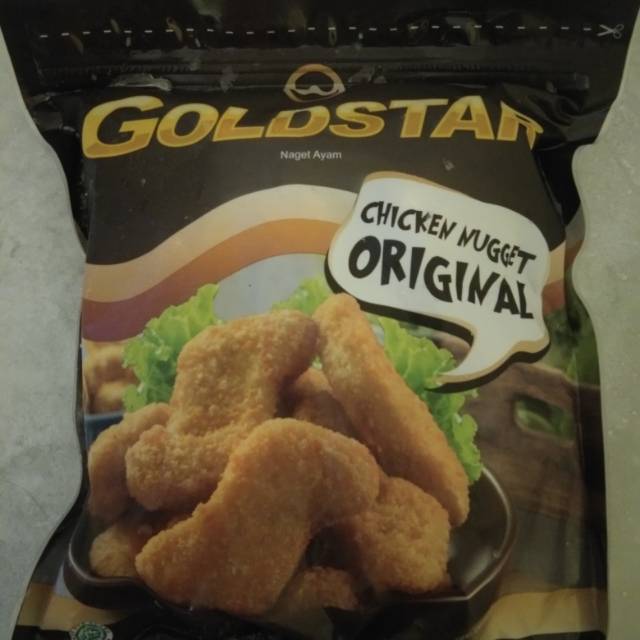 GOLDSTAR
Naget Ayam
CHICKEN NUGGET
ORIGINAL